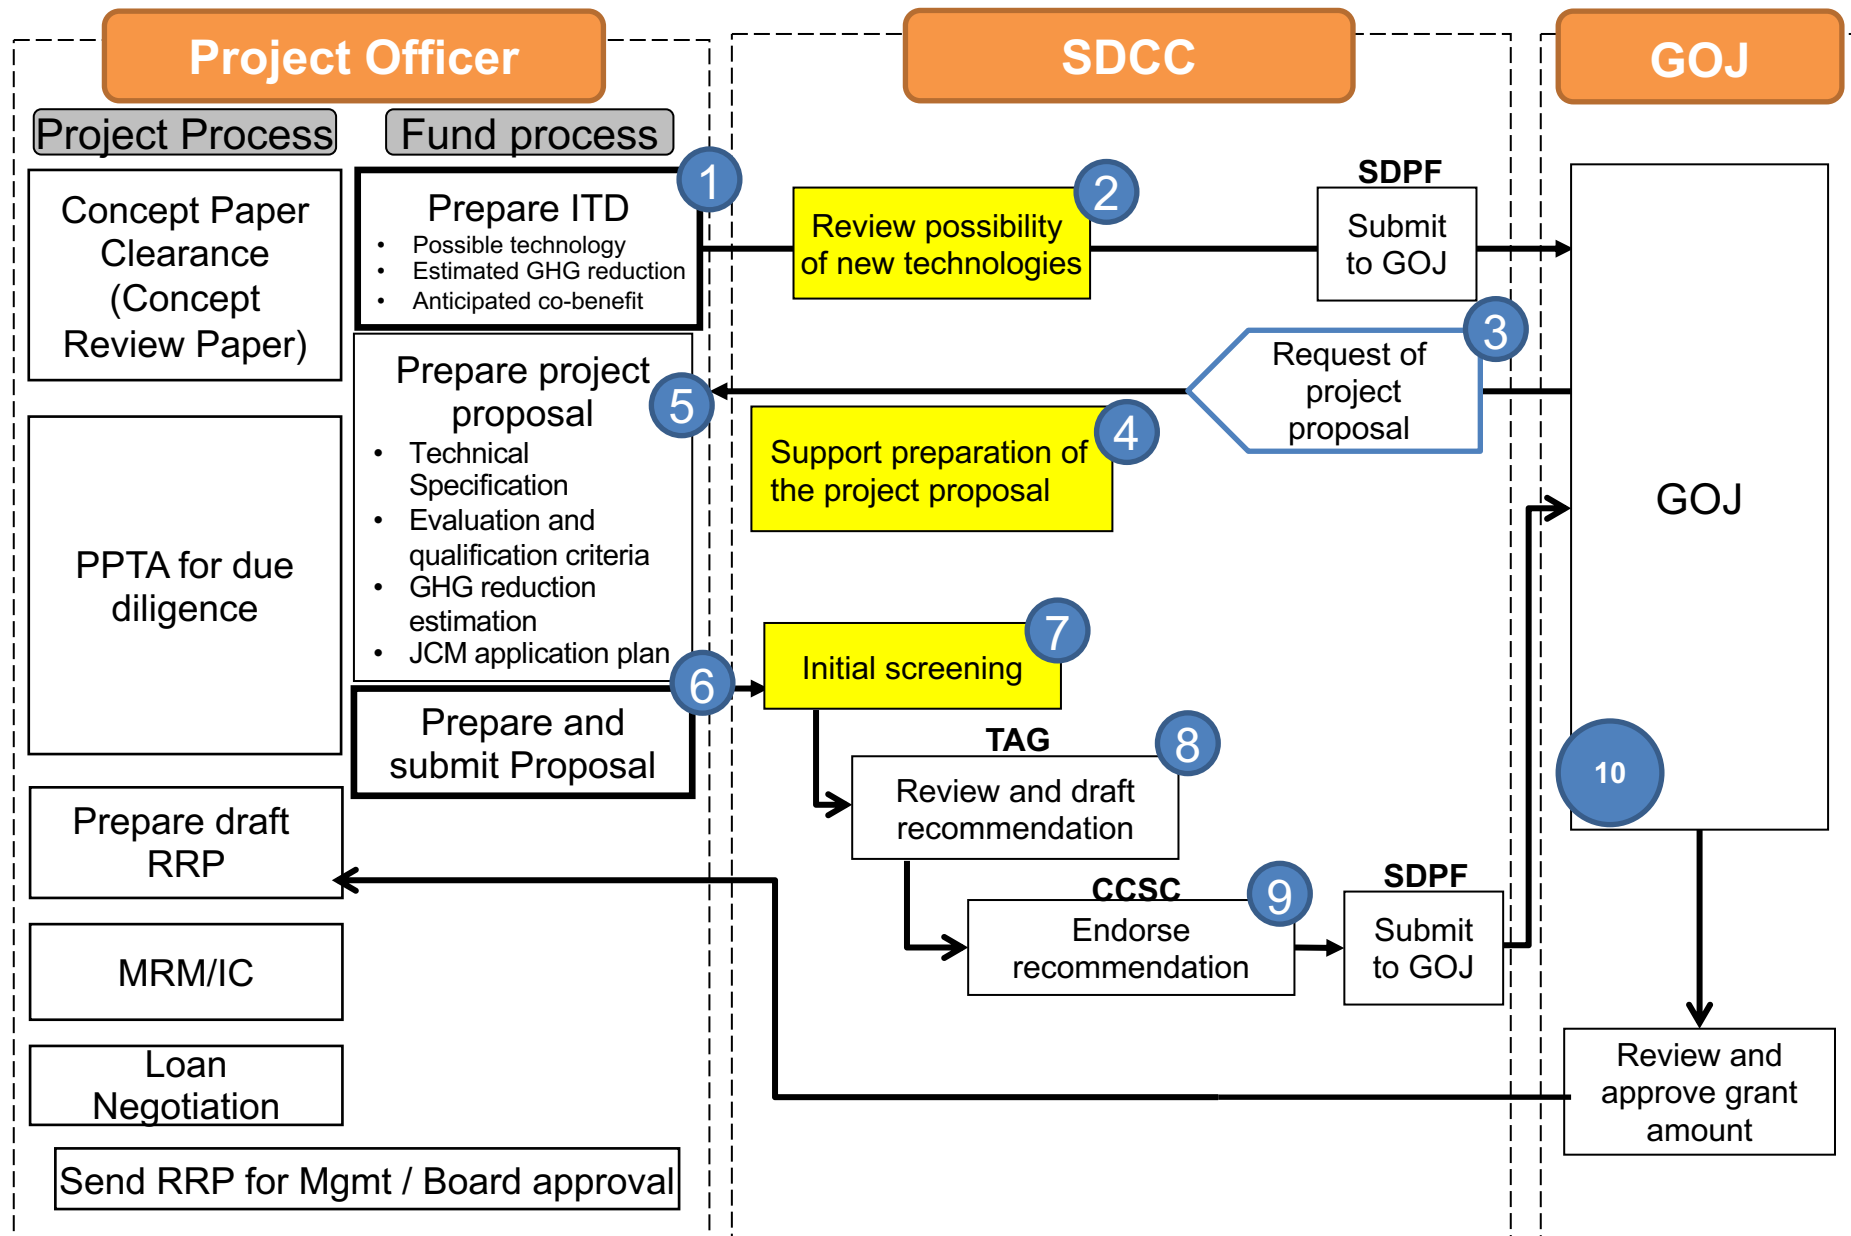 Project Officer
SDCC
GOJ
Project Process
Fund process
Concept Paper
Clearance
(Concept
Review Paper)
PPTA for due
diligence
Prepare draft
RRP
MRM/IC
Loan
Negotiation
Send RRP for Mgmt / Board approval
1
Prepare ITD
• Possible technology
• Estimated GHG reduction
• Anticipated co-benefit
Prepare project
proposal
5
• Technical
Specification
• Evaluation and
qualification criteria
• GHG reduction
estimation
• JCM application plan
6
Prepare and
submit Proposal
2
Review possibility
of new technologies
SDPF
Submit
to GOJ
3
Request of
project
proposal
4
Support preparation of
the project proposal
7
Initial screening
TAG
8
Review and draft
recommendation
CCSC
9
Endorse
recommendation
SDPF
Submit
to GOJ
GOJ
10
Review and
approve grant
amount